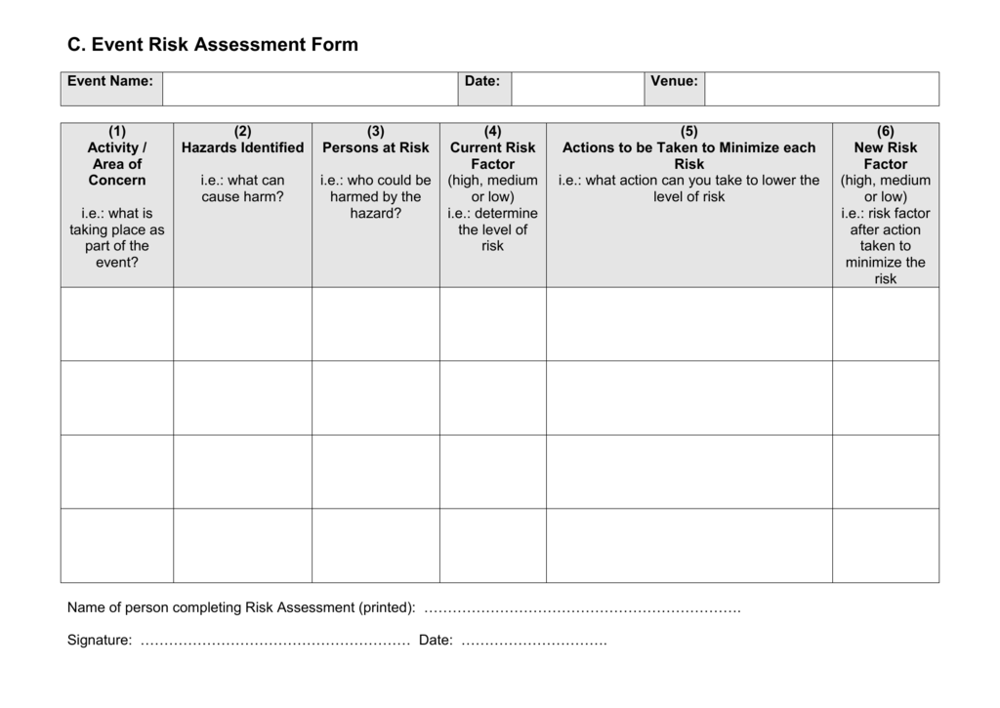 C. Event Risk Assessment Form
Event Name:
Date:
Venue:
(1)
Activity /
Area of
Concern
i.e.: what is
taking place as
part of the
event?
(2)
Hazards Identified
i.e.: what can
cause harm?
(3)
Persons at Risk
i.e.: who could be
harmed by the
hazard?
(4)
Current Risk
Factor
(high, medium
or low)
i.e.: determine
the level of
risk
(5)
Actions to be Taken to Minimize each
Risk
i.e.: what action can you take to lower the
level of risk
(6)
New Risk
Factor
(high, medium
or low)
i.e.: risk factor
after action
taken to
minimize the
risk
Name of person completing Risk Assessment (printed): ………………………………………………………….
Signature: ………………………………………………… Date: ………………………….